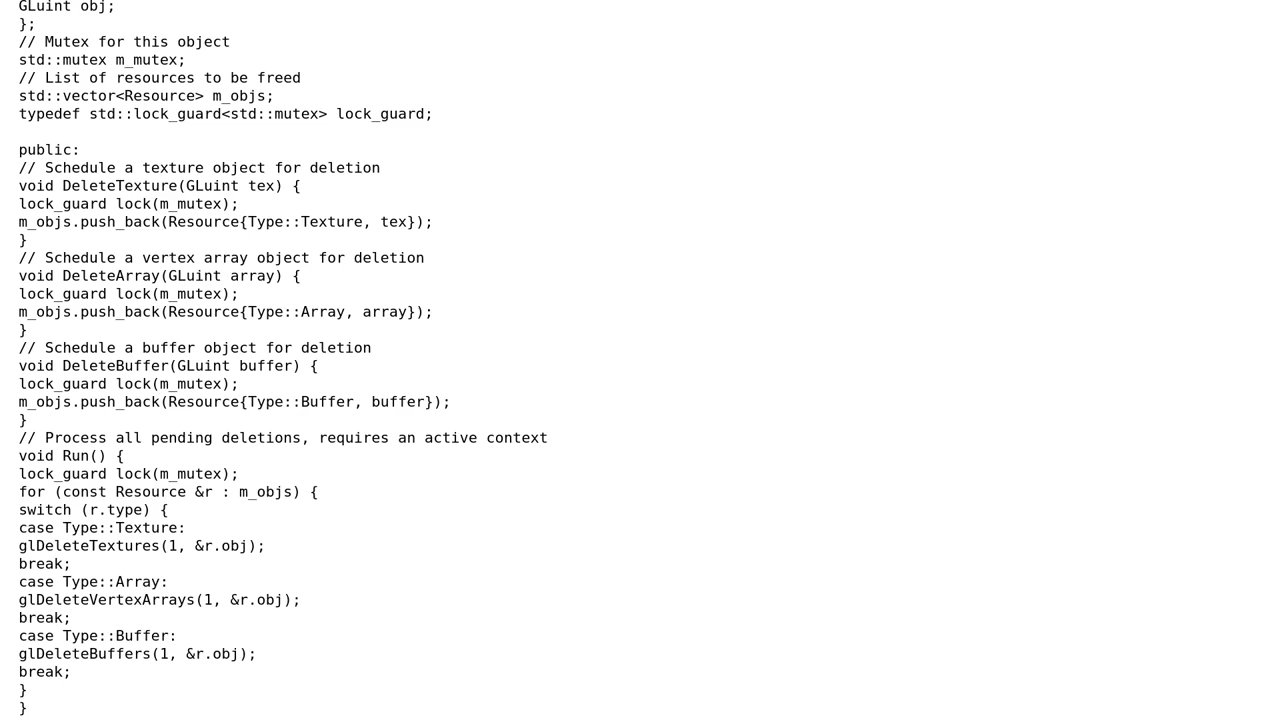 GLuint obj;
};
// Mutex for this object
std::mutex m_mutex;
// List of resources to be freed
std::vector<Resource> m_objs;
typedef std::lock_guard<std::mutex> lock_guard;

public:
// Schedule a texture object for deletion
void DeleteTexture(GLuint tex) {
lock_guard lock(m_mutex);
m_objs.push_back(Resource{Type::Texture, tex});
}
// Schedule a vertex array object for deletion
void DeleteArray(GLuint array) {
lock_guard lock(m_mutex);
m_objs.push_back(Resource{Type::Array, array});
}
// Schedule a buffer object for deletion
void DeleteBuffer(GLuint buffer) {
lock_guard lock(m_mutex);
m_objs.push_back(Resource{Type::Buffer, buffer});
}
// Process all pending deletions, requires an active context
void Run() {
lock_guard lock(m_mutex);
for (const Resource &r : m_objs) {
switch (r.type) {
case Type::Texture:
glDeleteTextures(1, &r.obj);
break;
case Type::Array:
glDeleteVertexArrays(1, &r.obj);
break;
case Type::Buffer:
glDeleteBuffers(1, &r.obj);
break;
}
}